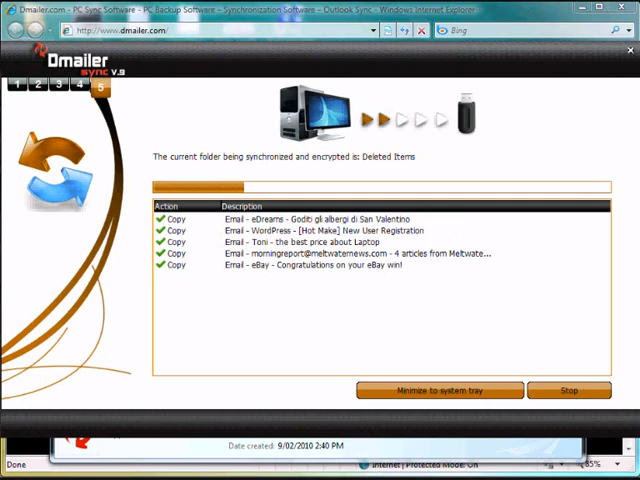 Dmailer.com - PC Sync Software - PC Backup Software - Synchronization Software - Outlook Sync - Windows Internet Explorer
http://www.dmailer.com/
Bing
Dmailer
sync v.9
1 2 3 4 5
The current folder being synchronized and encrypted is: Deleted Items
Action Description
Copy Email - eDreams - Goditi gli albergi di San Valentino
Copy Email - WordPress - [Hot Make] New User Registration
Copy Email - Toni - the best price about Laptop
Copy Email - morningreport@meltwaternews.com - 4 articles from Meltwate...
Copy Email - eBay - Congratulations on your eBay win!
Minimize to system tray Stop
Date created: 9/02/2010 2:40 PM
Done Internet | Protected Mode: On 85%